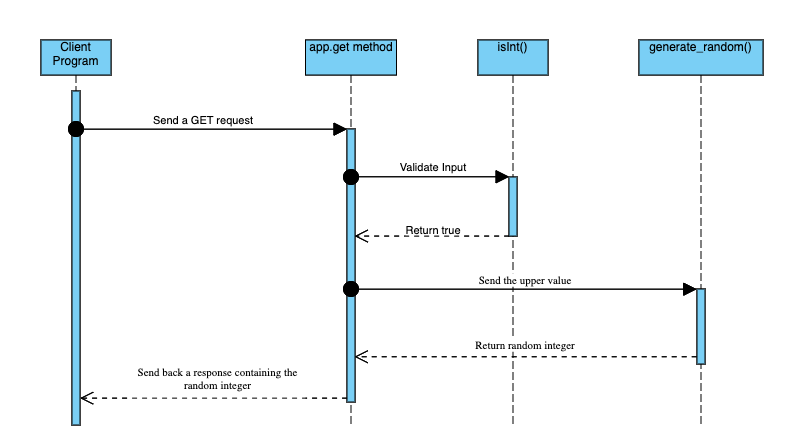 Client
Program
app.get method
isInt()
generate_random()
Send a GET request
Validate Input
Return true
Send the upper value
Return random integer
Send back a response containing the
random integer